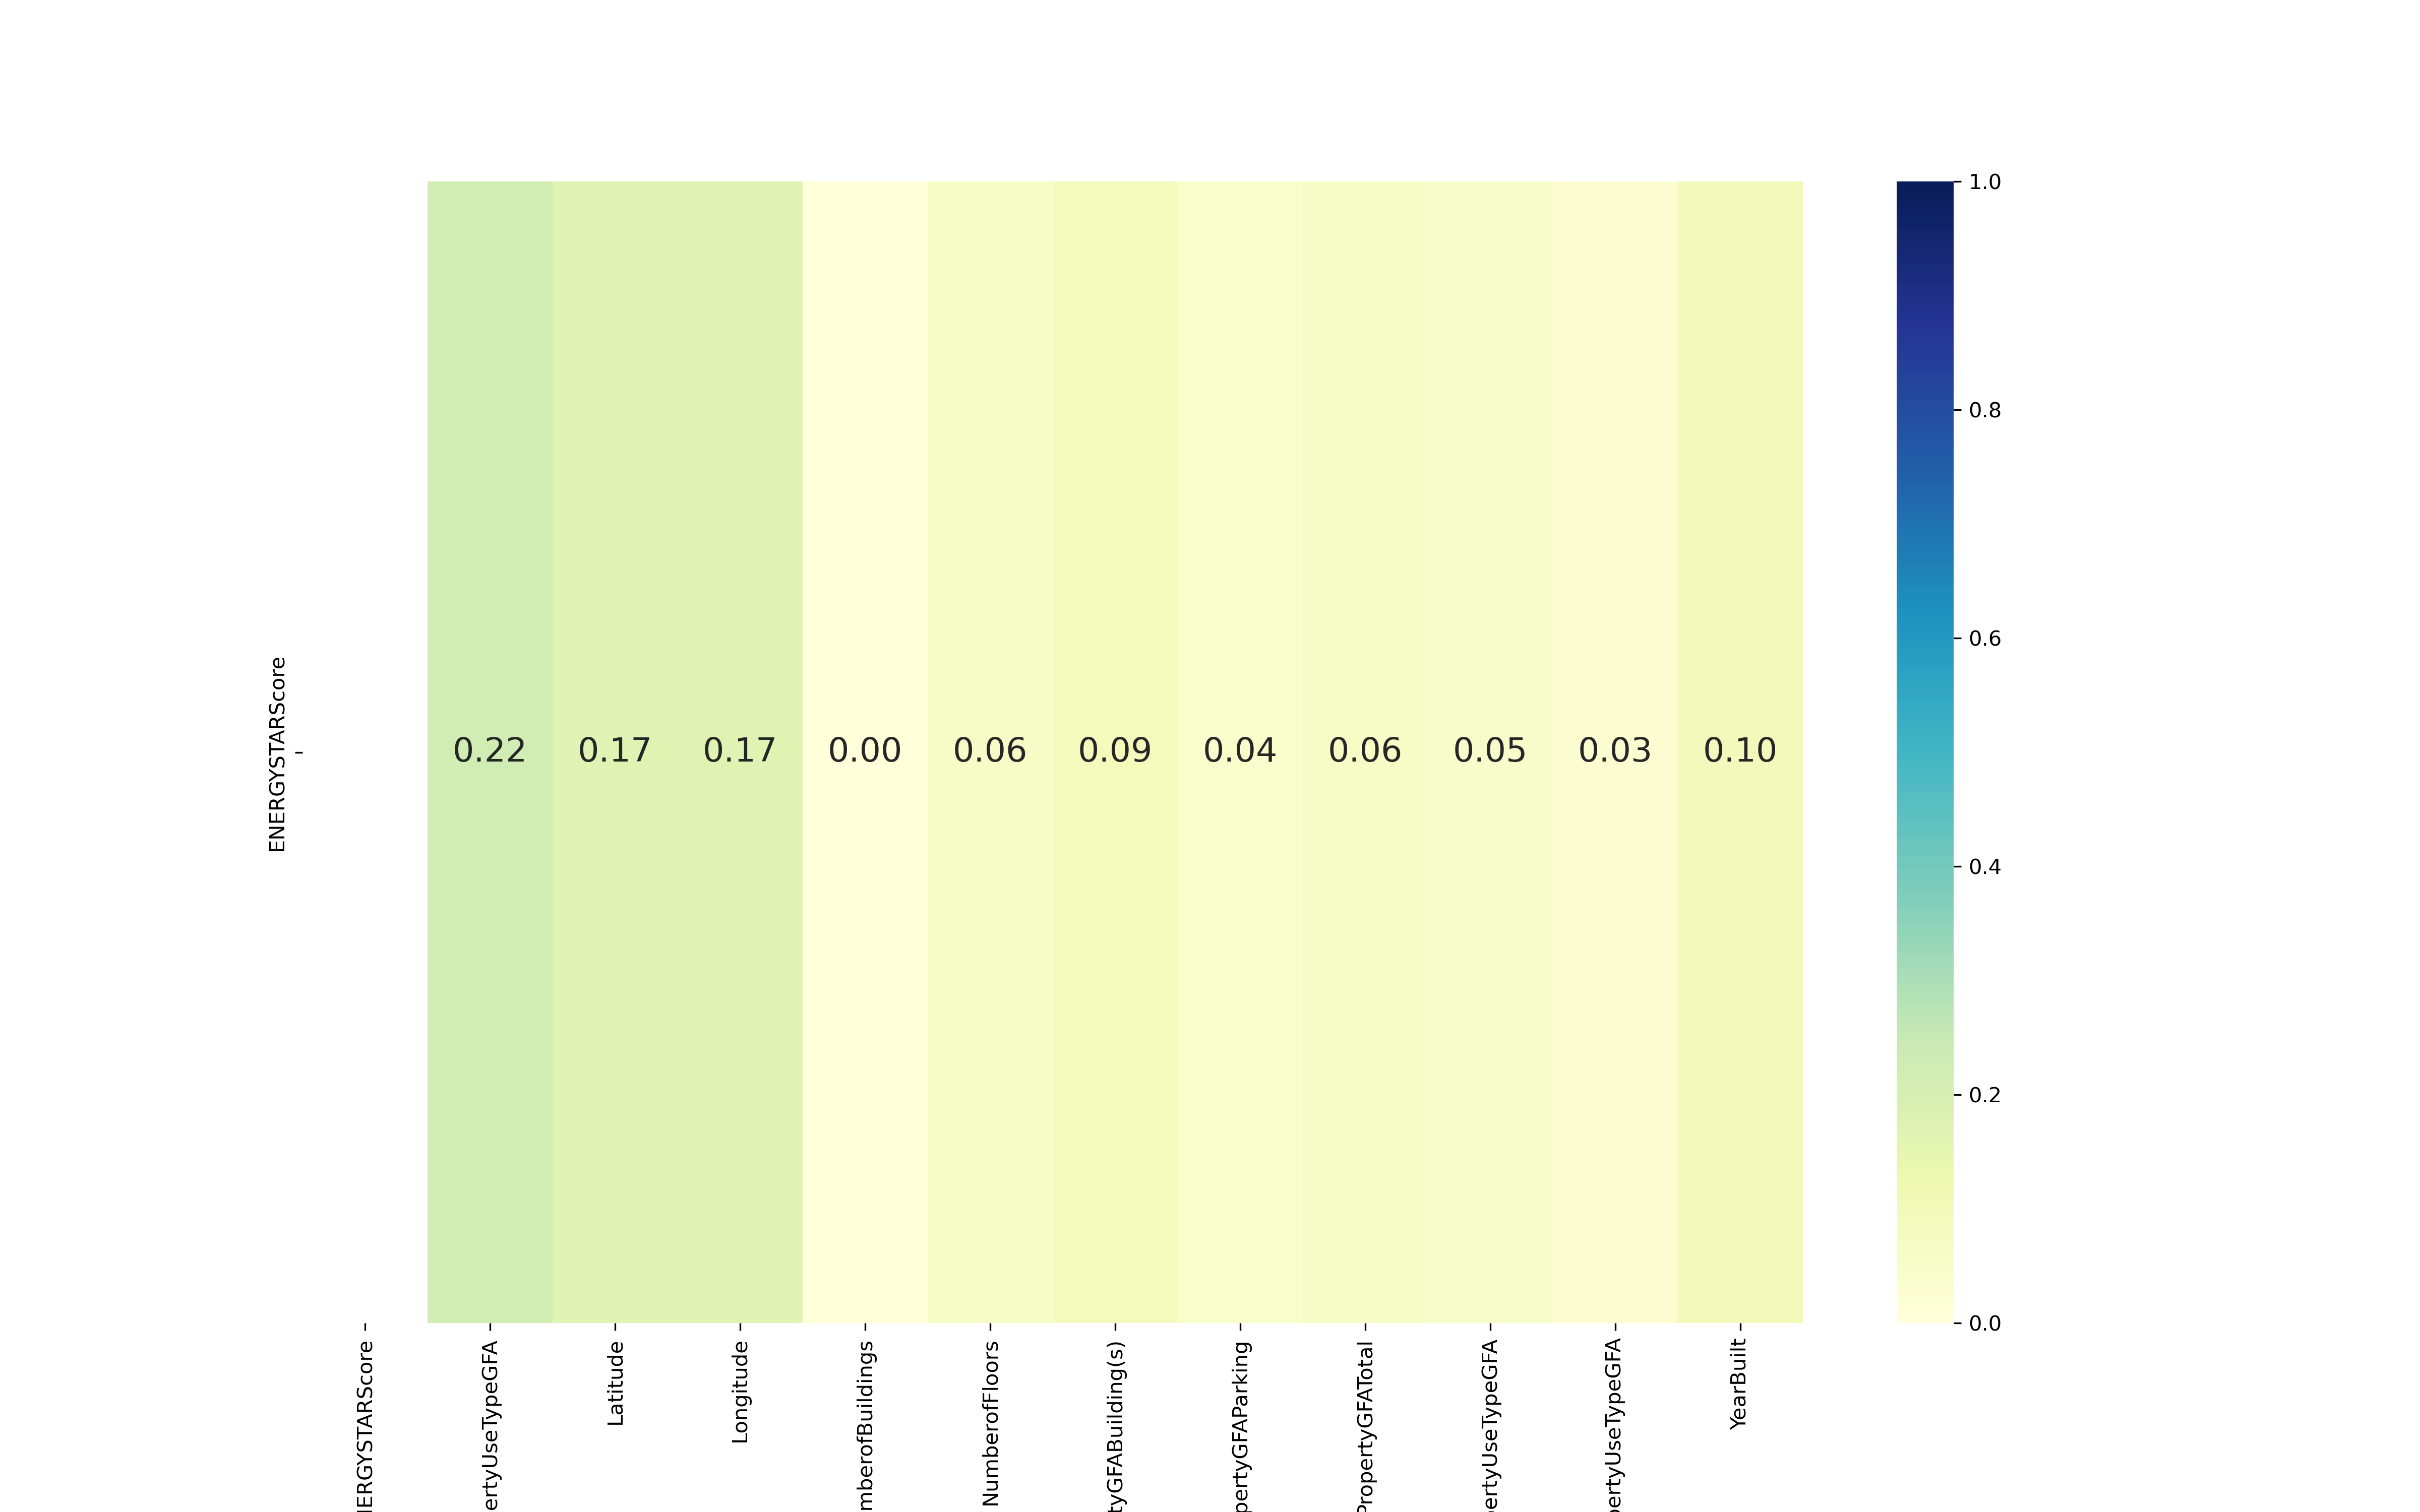 1.0
0.8
0.6
0.4
0.2
0.0
ENERGYSTARScore
0.22 0.17 0.17 0.00 0.06 0.09 0.04 0.06 0.05 0.03 0.10
NERGYSTARScore
ertyUseTypeGFA
Latitude
Longitude
mberofBuildings
NumberofFloors
tyGFABuilding(s)
pertyGFAParking
PropertyGFATotal
pertyUseTypeGFA
pertyUseTypeGFA
YearBuilt